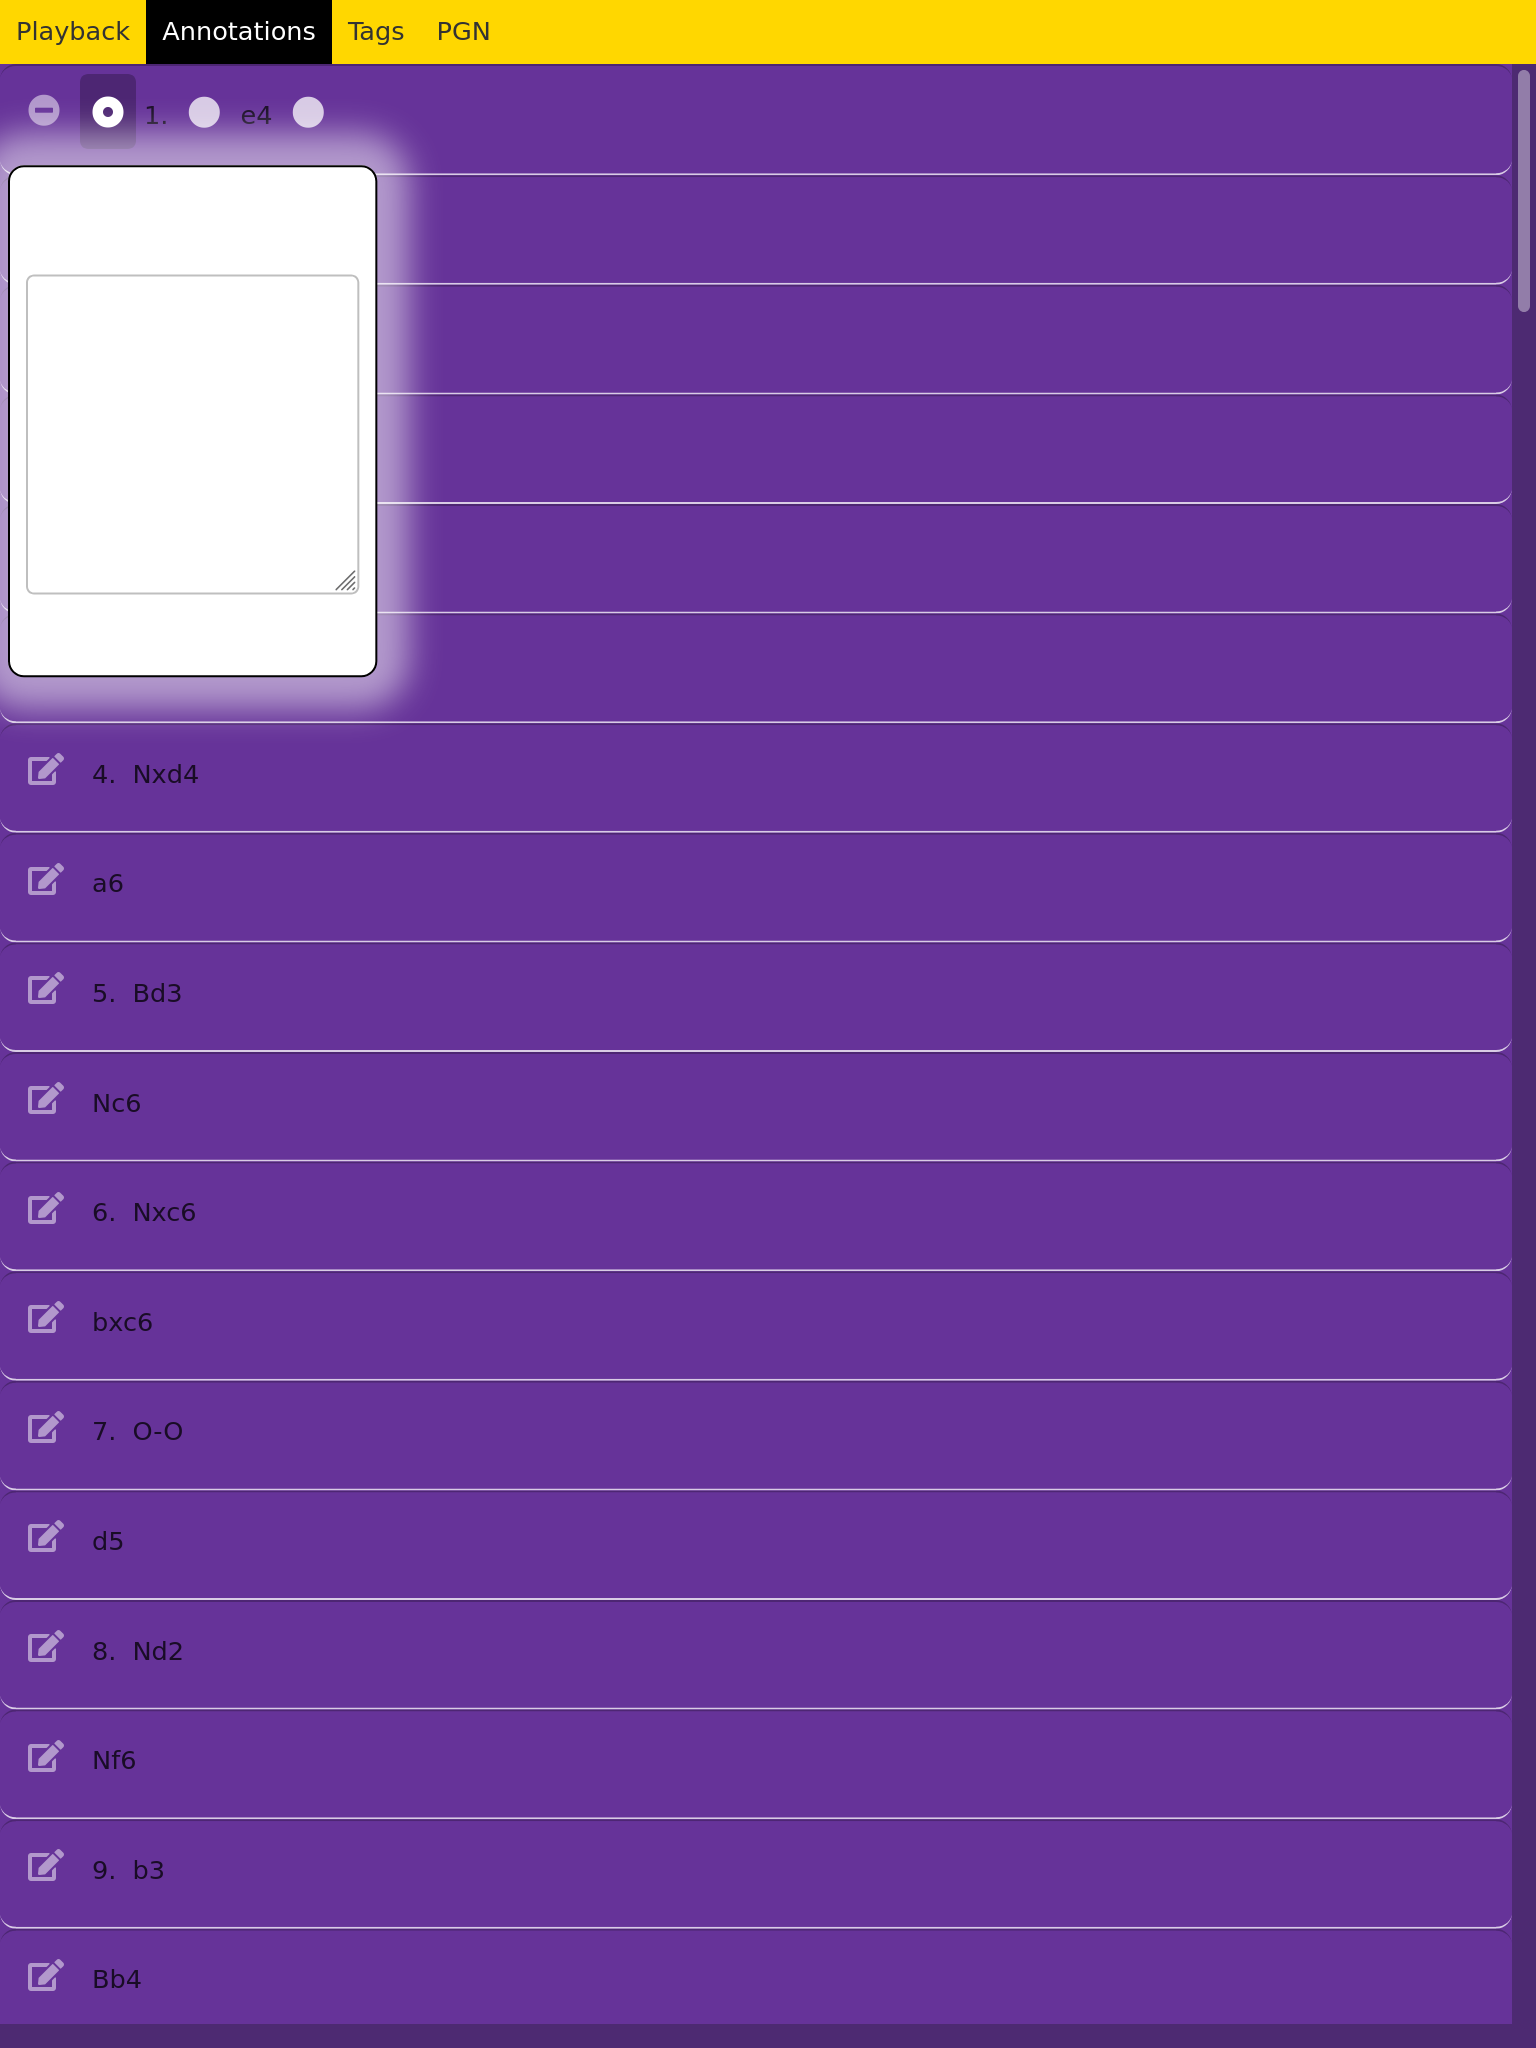 Playback Annotations Tags PGN
1. e4
4. Nxd4
a6
5. Bd3
Nc6
6. Nxc6
bxc6
7. O-O
d5
8. Nd2
Nf6
9. b3
Bb4